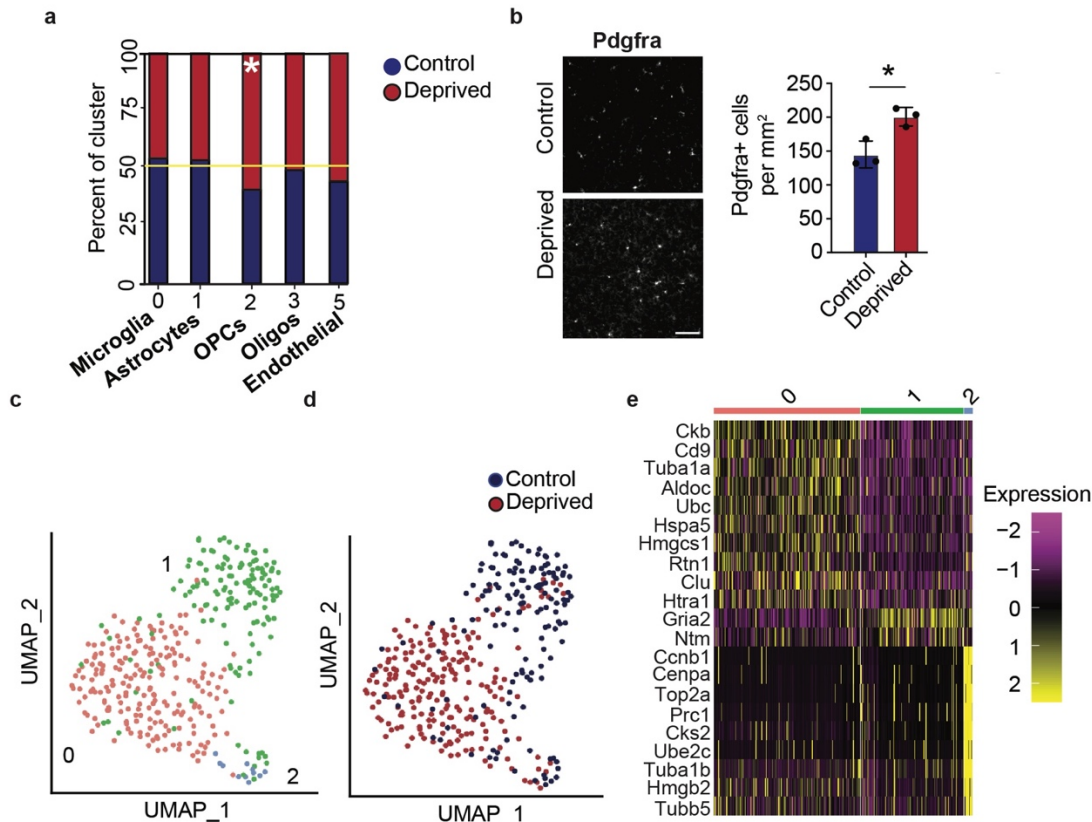 a
Percent of cluster
100
75
50
25
0
0
1
2
3
5
Microglia
Astrocytes
OPCs
Oligos
Endothelial
*
Control
Deprived
b
Pdgfra
Control
Deprived
Pdgfra+ cells
per mm²
250
200
150
100
50
0
*
Control
Deprived
c
UMAP_2
1
0
2
UMAP_1
d
Control
Deprived
UMAP_2
UMAP 1
e
0
1
2
Ckb
Cd9
Tuba1a
Aldoc
Ubc
Hspa5
Hmgcs1
Rtn1
Clu
Htra1
Gria2
Ntm
Ccnb1
Cenpa
Top2a
Prc1
Cks2
Ube2c
Tuba1b
Hmgb2
Tubb5
Expression
−2
-1
0
1
2